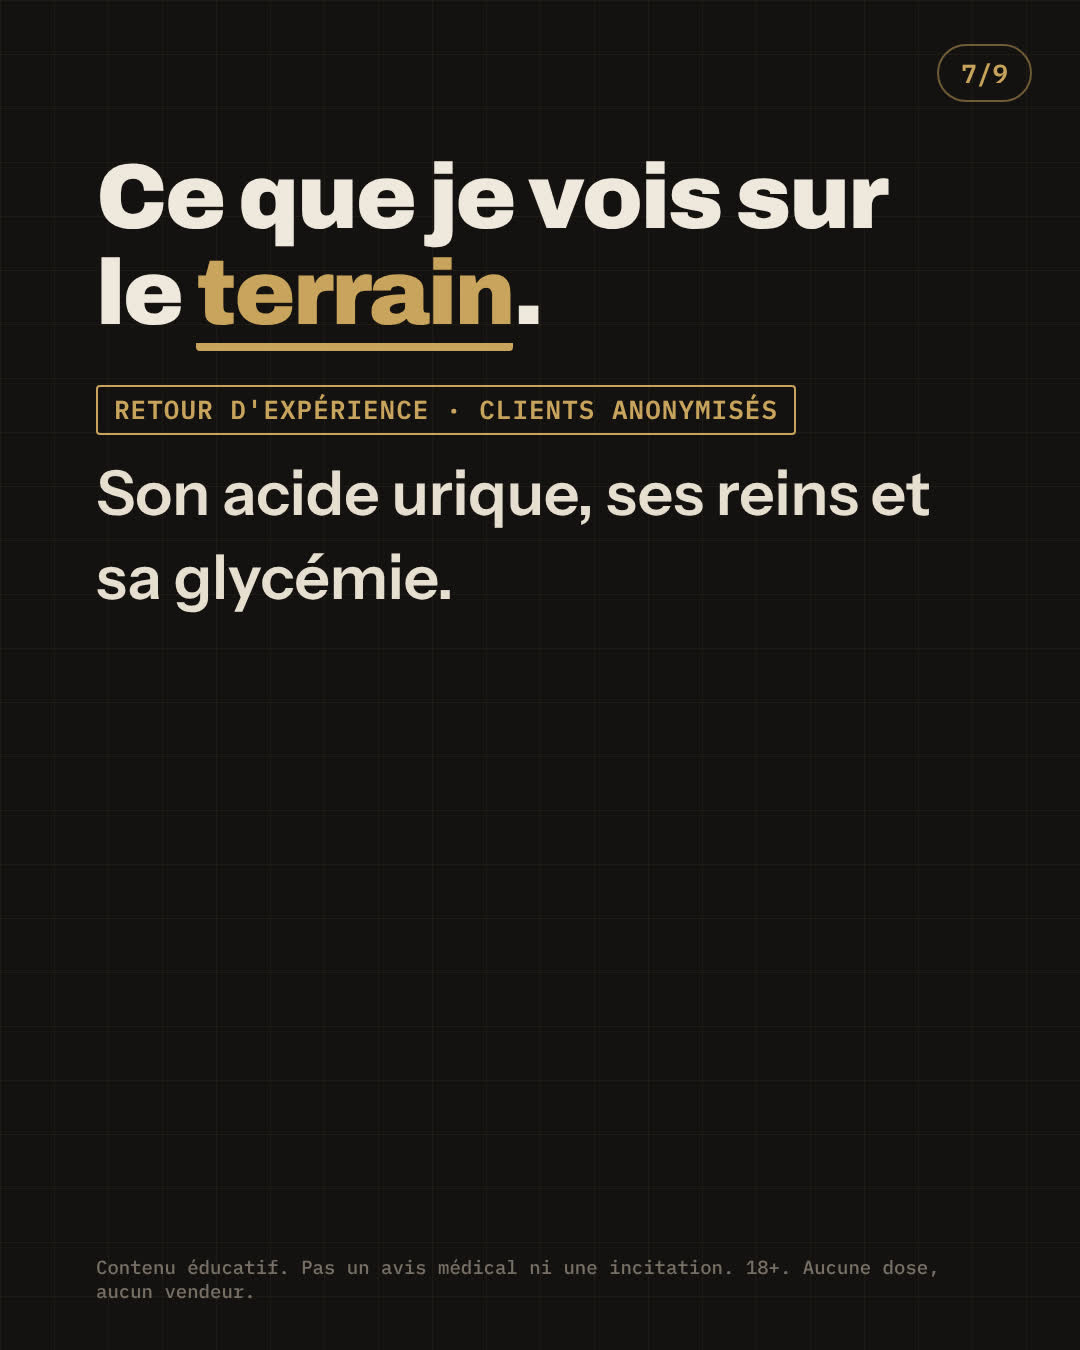 7/9
Ce que je vois sur
le terrain.
RETOUR D'EXPÉRIENCE · CLIENTS ANONYMISÉS
Son acide urique, ses reins et
sa glycémie.
Contenu éducatif. Pas un avis médical ni une incitation. 18+. Aucune dose,
aucun vendeur.